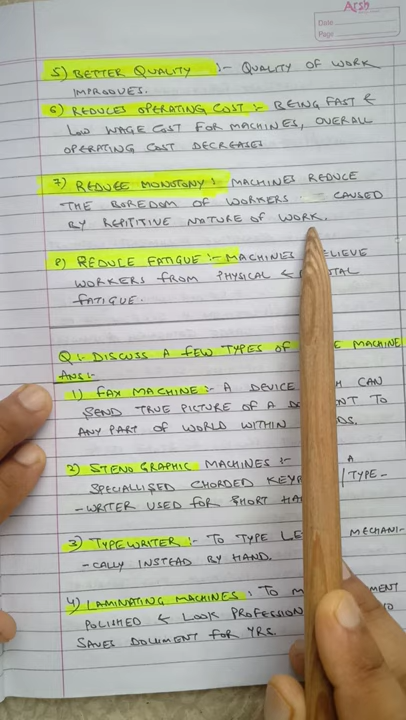 Arsh
Date
Page
5) BETTER QUALITY :- QUALITY OF WORK
IMPROVES.
6) REDUCES OPERATING COST :- BEING FAST &
LOW WAGE COST FOR MACHINES, OVERALL
OPERATING COST DECREASES
7) REDUCE MONOTONY : MACHINES REDUCE
THE BOREDOM OF WORKERS CAUSED
BY REPITITIVE NATURE OF WORK.
8) REDUCE FATIGUE :- MACHINES RELIEVE
WORKERS FROM PHYSICAL &
FATIGUE.
Q :- DISCUSS A FEW TYPES OF MACHINE
ANS :-
1) FAX MACHINE :- A DEVICE CAN
SEND TRUE PICTURE OF A TO
ANY PART OF WORLD WITHIN
2) STENO GRAPHIC MACHINES :- A
SPECIALLISED CHORDED / TYPE-
-WRITER USED FOR SHORT
3) TYPEWRITER :- TO TYPE MECHANI-
-CALLY INSTEAD BY HAND.
4) LAMINATING MACHINES : TO
POLISHED & LOOK
SAVES DOCUMENT FOR YRS.